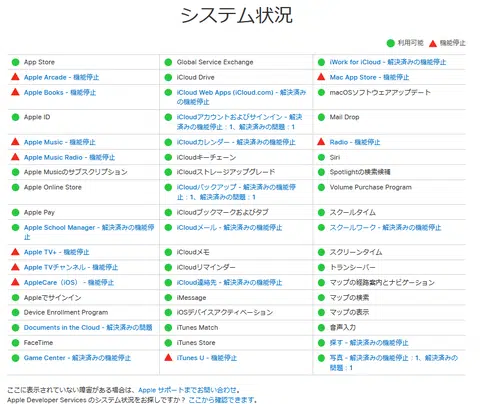 システム状況
利用可能 機能停止
App Store
Global Service Exchange
iWork for iCloud - 解決済みの機能停止
Apple Arcade - 機能停止
iCloud Drive
Mac App Store - 機能停止
Apple Books - 機能停止
iCloud Web Apps (iCloud.com) - 解決済み
の機能停止
macOSソフトウェアアップデート
Apple ID
iCloudアカウントおよびサインイン - 解決
済みの機能停止：1、解決済みの問題：1
Mail Drop
Apple Music - 機能停止
iCloudカレンダー - 解決済みの機能停止
Radio - 機能停止
Apple Music Radio - 機能停止
iCloudキーチェーン
Siri
Apple Musicのサブスクリプション
iCloudストレージアップグレード
Spotlightの検索候補
Apple Online Store
iCloudバックアップ - 解決済みの機能停
止：1、解決済みの問題：1
Volume Purchase Program
Apple Pay
iCloudブックマークおよびタブ
スクールタイム
Apple School Manager - 解決済みの機能停
止
iCloudメール - 解決済みの機能停止
スクールワーク - 解決済みの機能停止
Apple TV+ - 機能停止
iCloudメモ
スクリーンタイム
Apple TVチャンネル - 機能停止
iCloudリマインダー
トランシーバー
AppleCare（iOS） - 機能停止
iCloud連絡先 - 解決済みの機能停止
マップの経路案内とナビゲーション
Appleでサインイン
iMessage
マップの検索
Device Enrollment Program
iOSデバイスアクティベーション
マップの表示
Documents in the Cloud - 解決済みの問題
iTunes Match
音声入力
FaceTime
iTunes Store
探す - 解決済みの機能停止
Game Center - 解決済みの機能停止
iTunes U - 機能停止
写真 - 解決済みの機能停止：1、解決済みの
問題：1
ここに表示されていない障害がある場合は、Apple サポートまでお問い合わせ。
Apple Developer Services のシステム状況をお探しですか？ ここから確認できます。